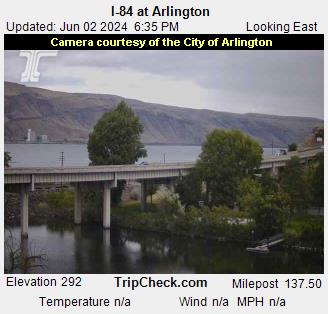 I-84 at Arlington
Updated: Jun 02 2024 6:35 PM Looking East
Camera courtesy of the City of Arlington
Elevation 292 TripCheck.com Milepost 137.50
Temperature n/a Wind n/a MPH n/a